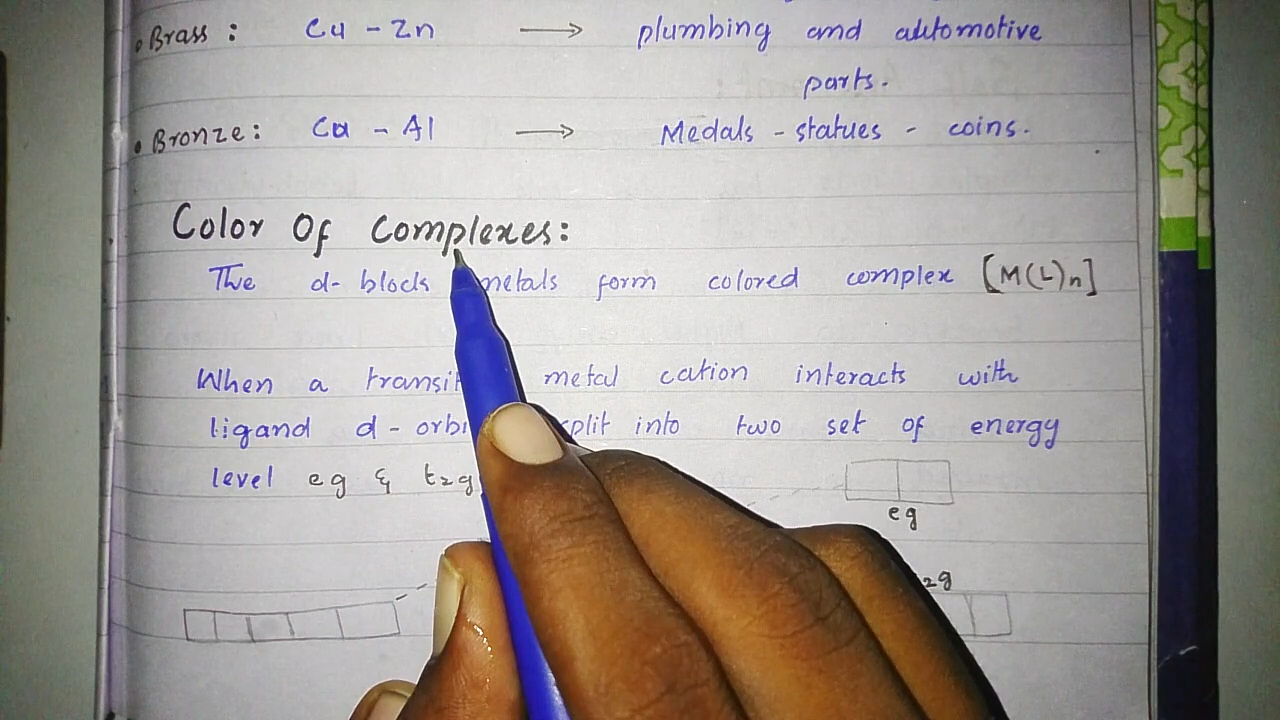 • Brass : Cu - Zn → plumbing and automotive
parts.
• Bronze : Cu - Al → Medals - statues - coins.
Color Of Complexes:
The d-block metals form colored complex [M(L)n]
When a metal cation interacts with
ligand d- split into two set of energy
level eg & t2g
eg
2g